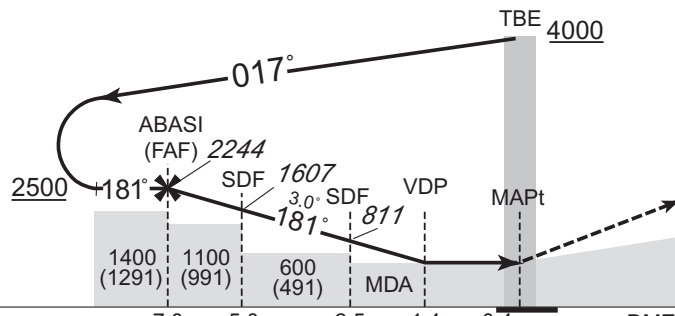 TBE
4000
017°
ABASI
(FAF)
2244
SDF
1607
3.0°
SDF
811
VDP
MAPt
2500
181°
181°
1400
(1291)
1100
(991)
600
(491)
MDA